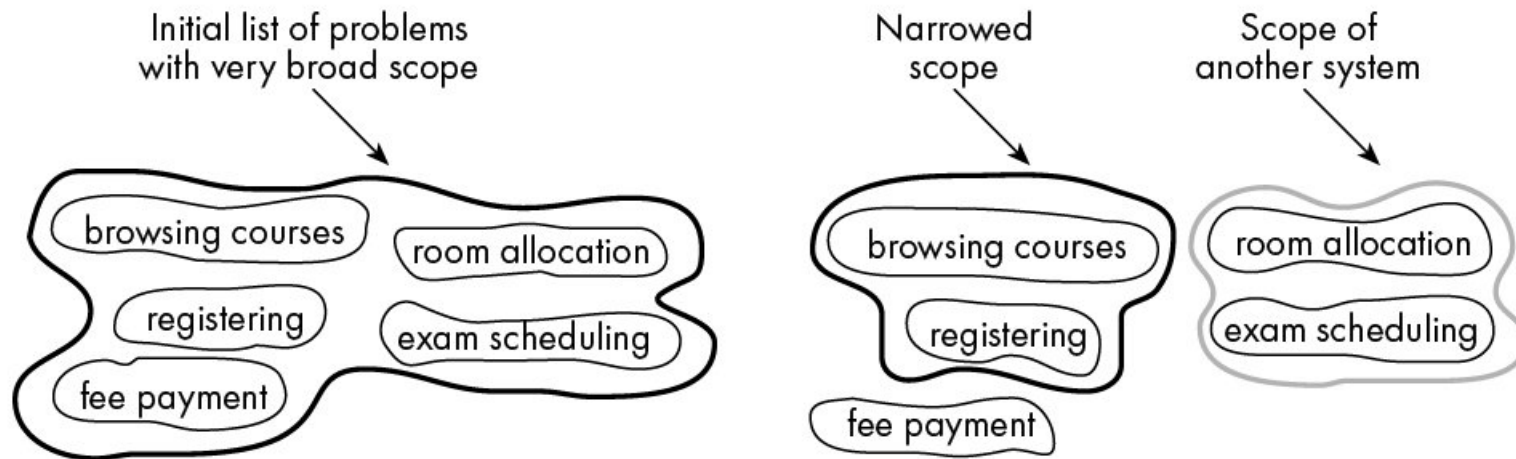 Initial list of problems
with very broad scope
browsing courses
room allocation
registering
exam scheduling
fee payment
Narrowed
scope
browsing courses
registering
fee payment
Scope of
another system
room allocation
exam scheduling